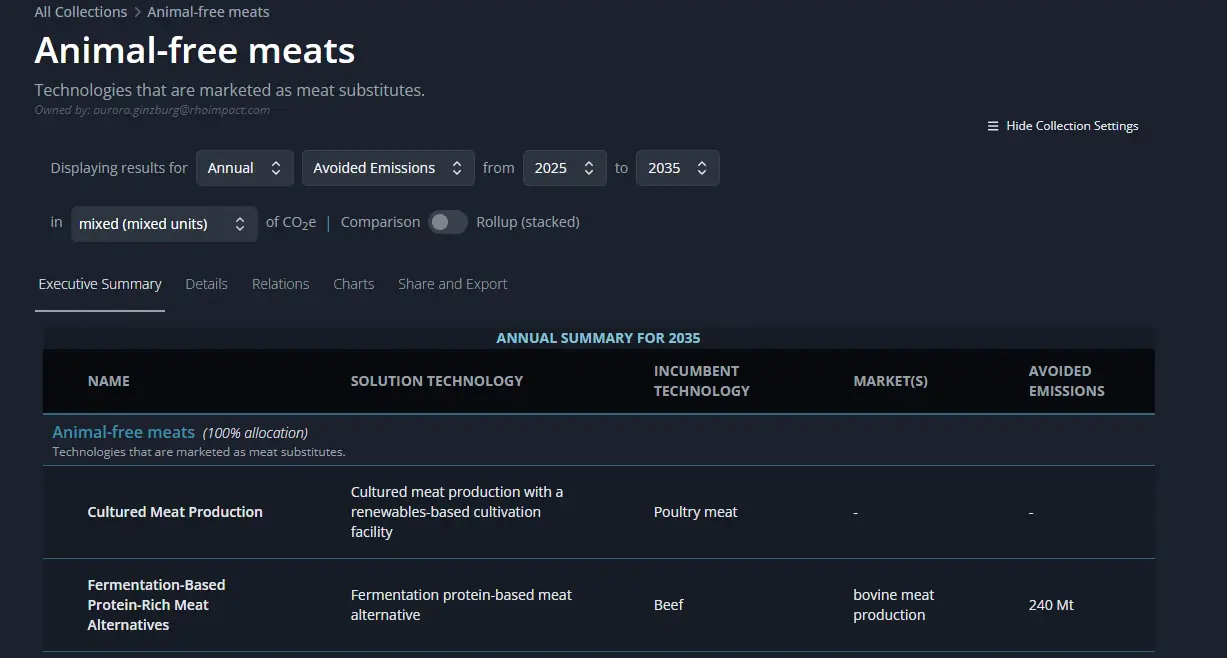 All Collections > Animal-free meats
Animal-free meats
Technologies that are marketed as meat substitutes.
Owned by: aurora.ginzburg@rhoimpact.com
Hide Collection Settings
Displaying results for Annual Avoided Emissions from 2025 to 2035
in mixed (mixed units) of CO₂e | Comparison Rollup (stacked)
Executive Summary Details Relations Charts Share and Export
ANNUAL SUMMARY FOR 2035
NAME SOLUTION TECHNOLOGY INCUMBENT TECHNOLOGY MARKET(S) AVOIDED EMISSIONS
Animal-free meats (100% allocation)
Technologies that are marketed as meat substitutes.
Cultured Meat Production
Cultured meat production with a
renewables-based cultivation
facility
Poultry meat
-
-
Fermentation-Based
Protein-Rich Meat
Alternatives
Fermentation protein-based meat
alternative
Beef
bovine meat
production
240 Mt